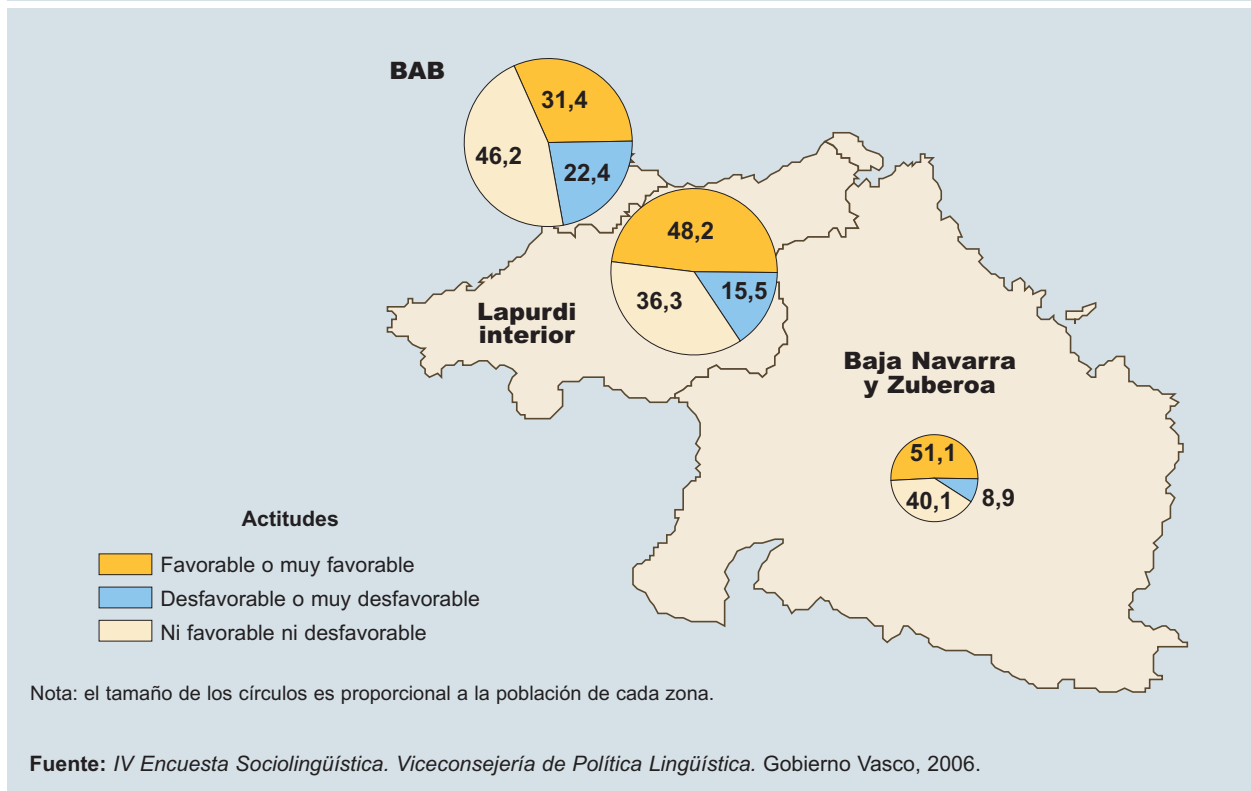 BAB
31,4
46,2
22,4
48,2
36,3
15,5
Lapurdi
interior
Baja Navarra
y Zuberoa
51,1
40,1
8,9
Actitudes
Favorable o muy favorable
Desfavorable o muy desfavorable
Ni favorable ni desfavorable
Nota: el tamaño de los círculos es proporcional a la población de cada zona.
Fuente: IV Encuesta Sociolingüística. Viceconsejería de Política Lingüística. Gobierno Vasco, 2006.